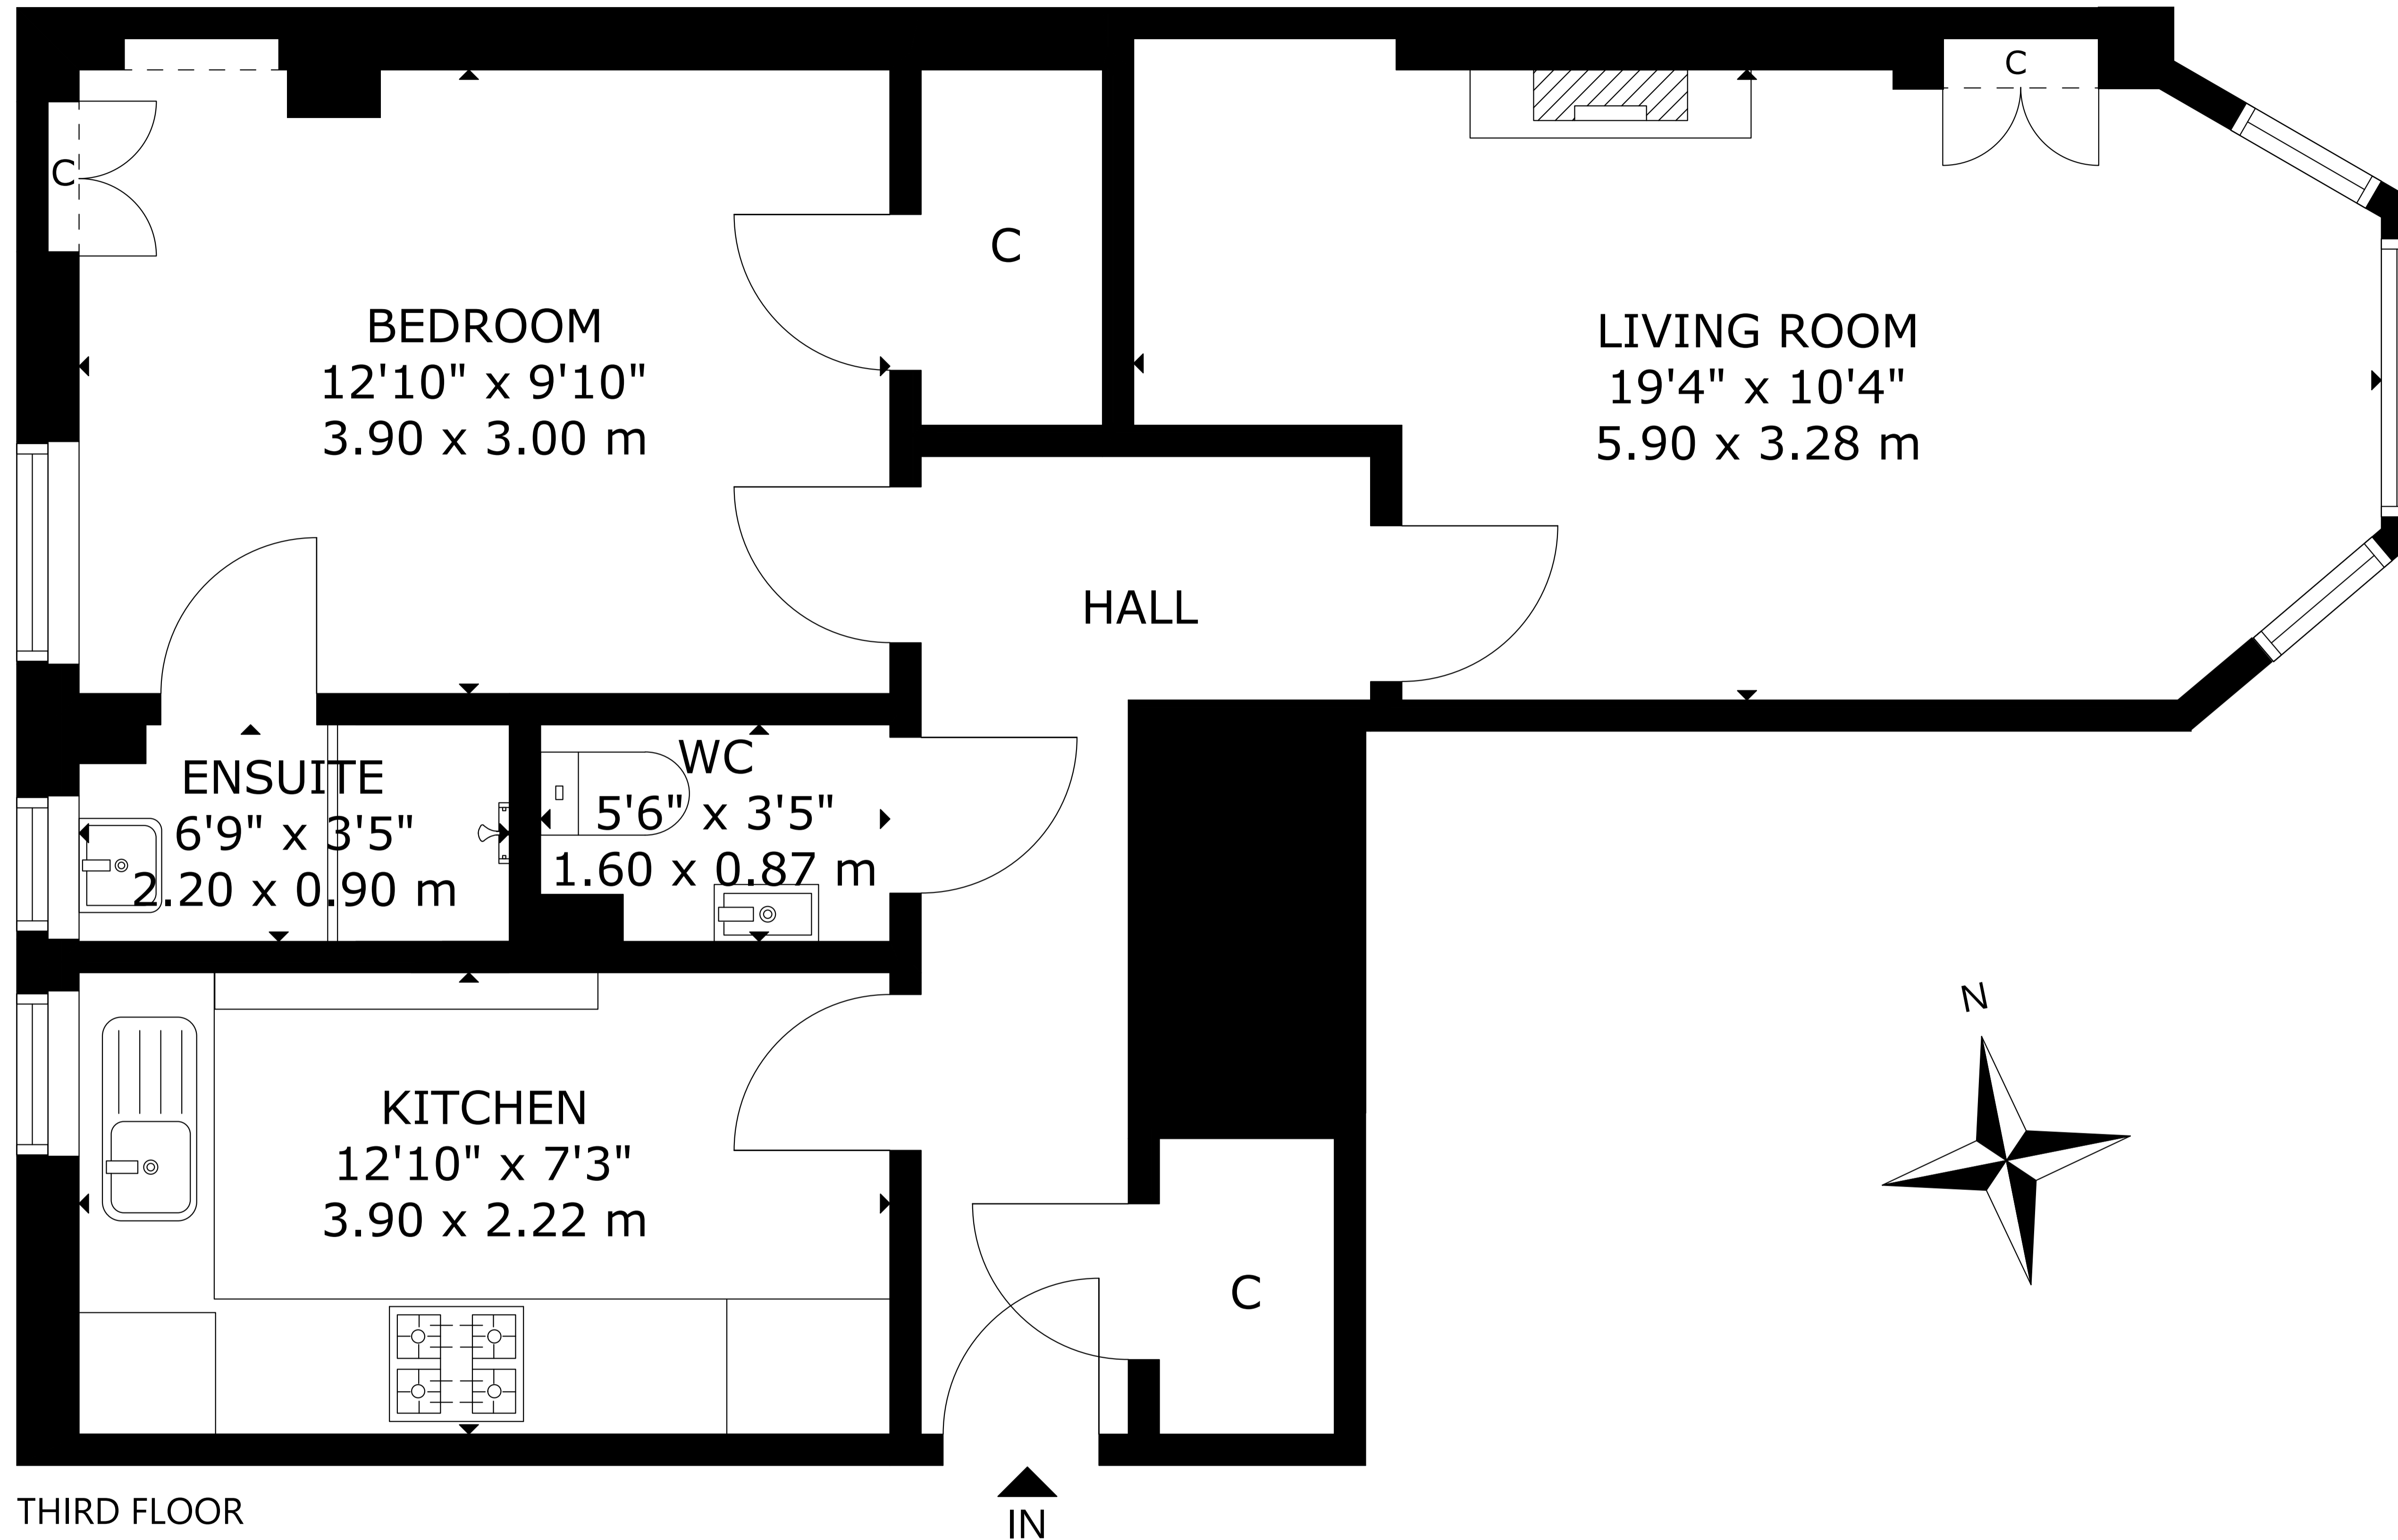 C
C
C
BEDROOM
12'10" x 9'10"
3.90 x 3.00 m
LIVING ROOM
19'4" x 10'4"
5.90 x 3.28 m
HALL
ENSUITE
6'9" x 3'5"
2.20 x 0.90 m
WC
5'6" x 3'5"
1.60 x 0.87 m
N
KITCHEN
12'10" x 7'3"
3.90 x 2.22 m
C
THIRD FLOOR
IN